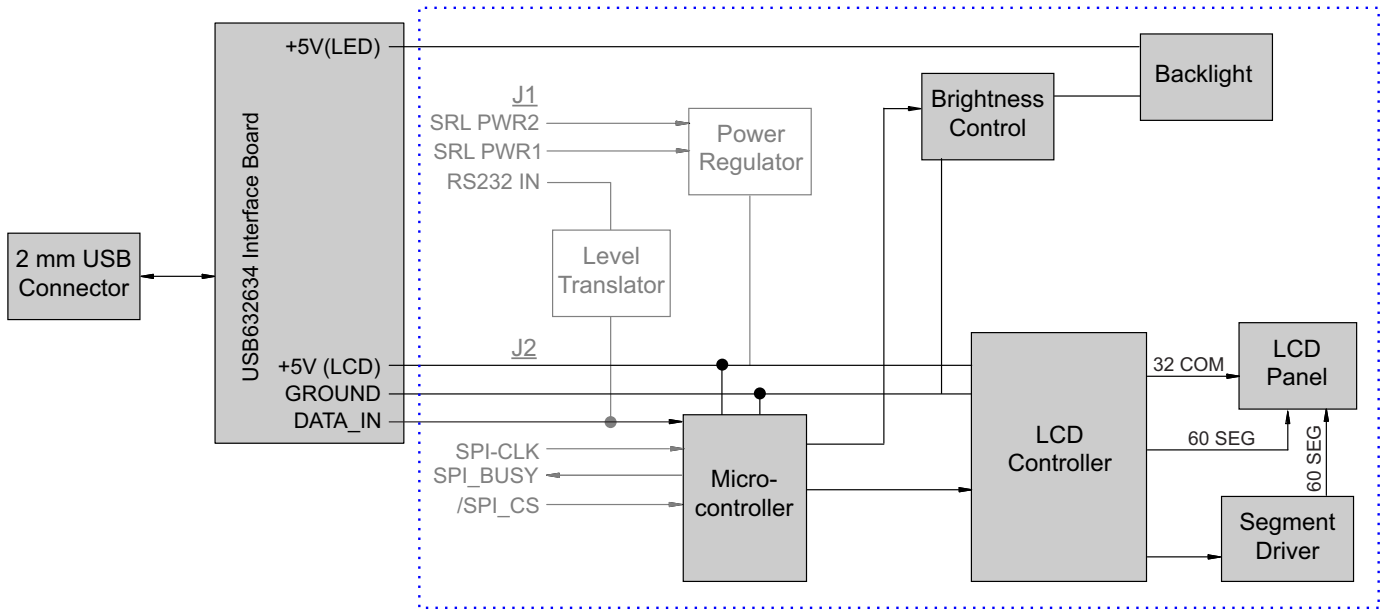 +5V(LED)
Backlight
Brightness
Control
J1
SRL PWR2
SRL PWR1
RS232 IN
Power
Regulator
USB632634 Interface Board
2 mm USB
Connector
Level
Translator
J2
+5V (LCD)
GROUND
DATA_IN
SPI-CLK
SPI_BUSY
/SPI_CS
Micro-
controller
LCD
Controller
32 COM
60 SEG
60 SEG
LCD
Panel
Segment
Driver